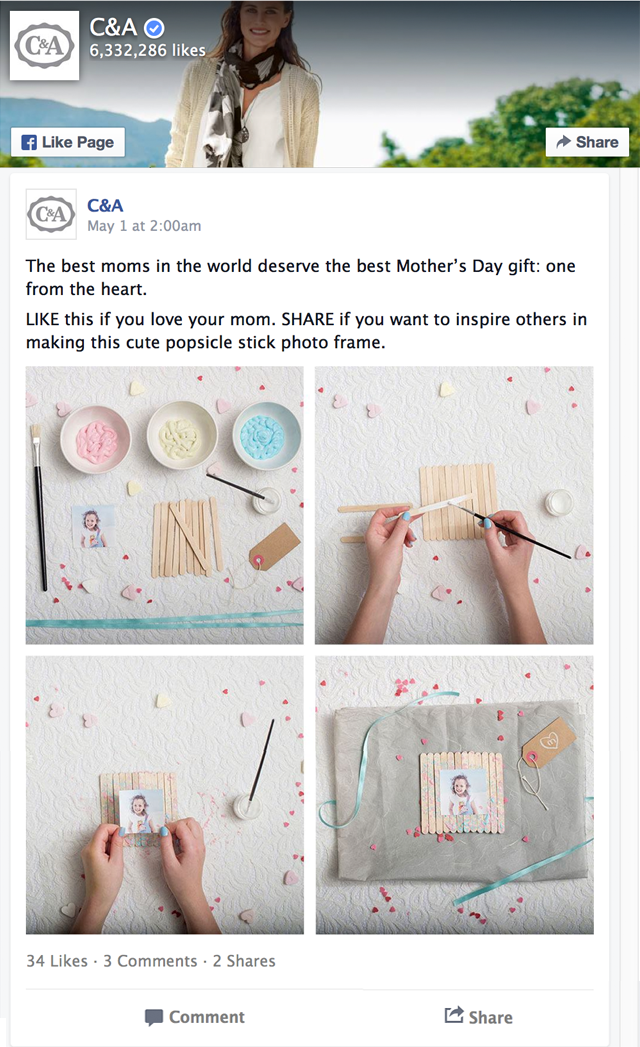 C&A
C&A
6,332,286 likes
Like Page
Share
C&A
C&A
May 1 at 2:00am
The best moms in the world deserve the best Mother’s Day gift: one
from the heart.
LIKE this if you love your mom. SHARE if you want to inspire others in
making this cute popsicle stick photo frame.
34 Likes · 3 Comments · 2 Shares
Comment
Share